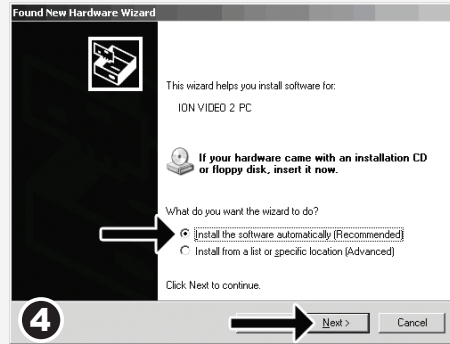 Found New Hardware Wizard
This wizard helps you install software for:
ION VIDEO 2 PC
If your hardware came with an installation CD
or floppy disk, insert it now.
What do you want the wizard to do?
Install the software automatically (Recommended)
Install from a list or specific location (Advanced)
Click Next to continue.
4
Next >
Cancel